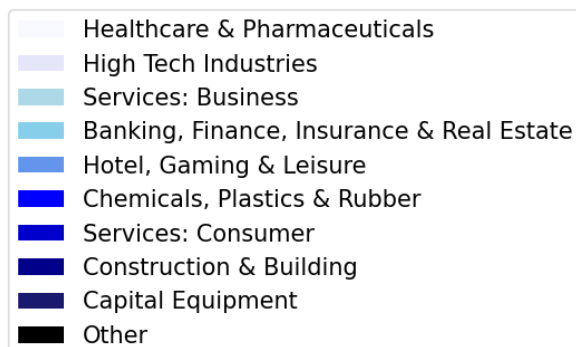 Healthcare & Pharmaceuticals
High Tech Industries
Services: Business
Banking, Finance, Insurance & Real Estate
Hotel, Gaming & Leisure
Chemicals, Plastics & Rubber
Services: Consumer
Construction & Building
Capital Equipment
Other